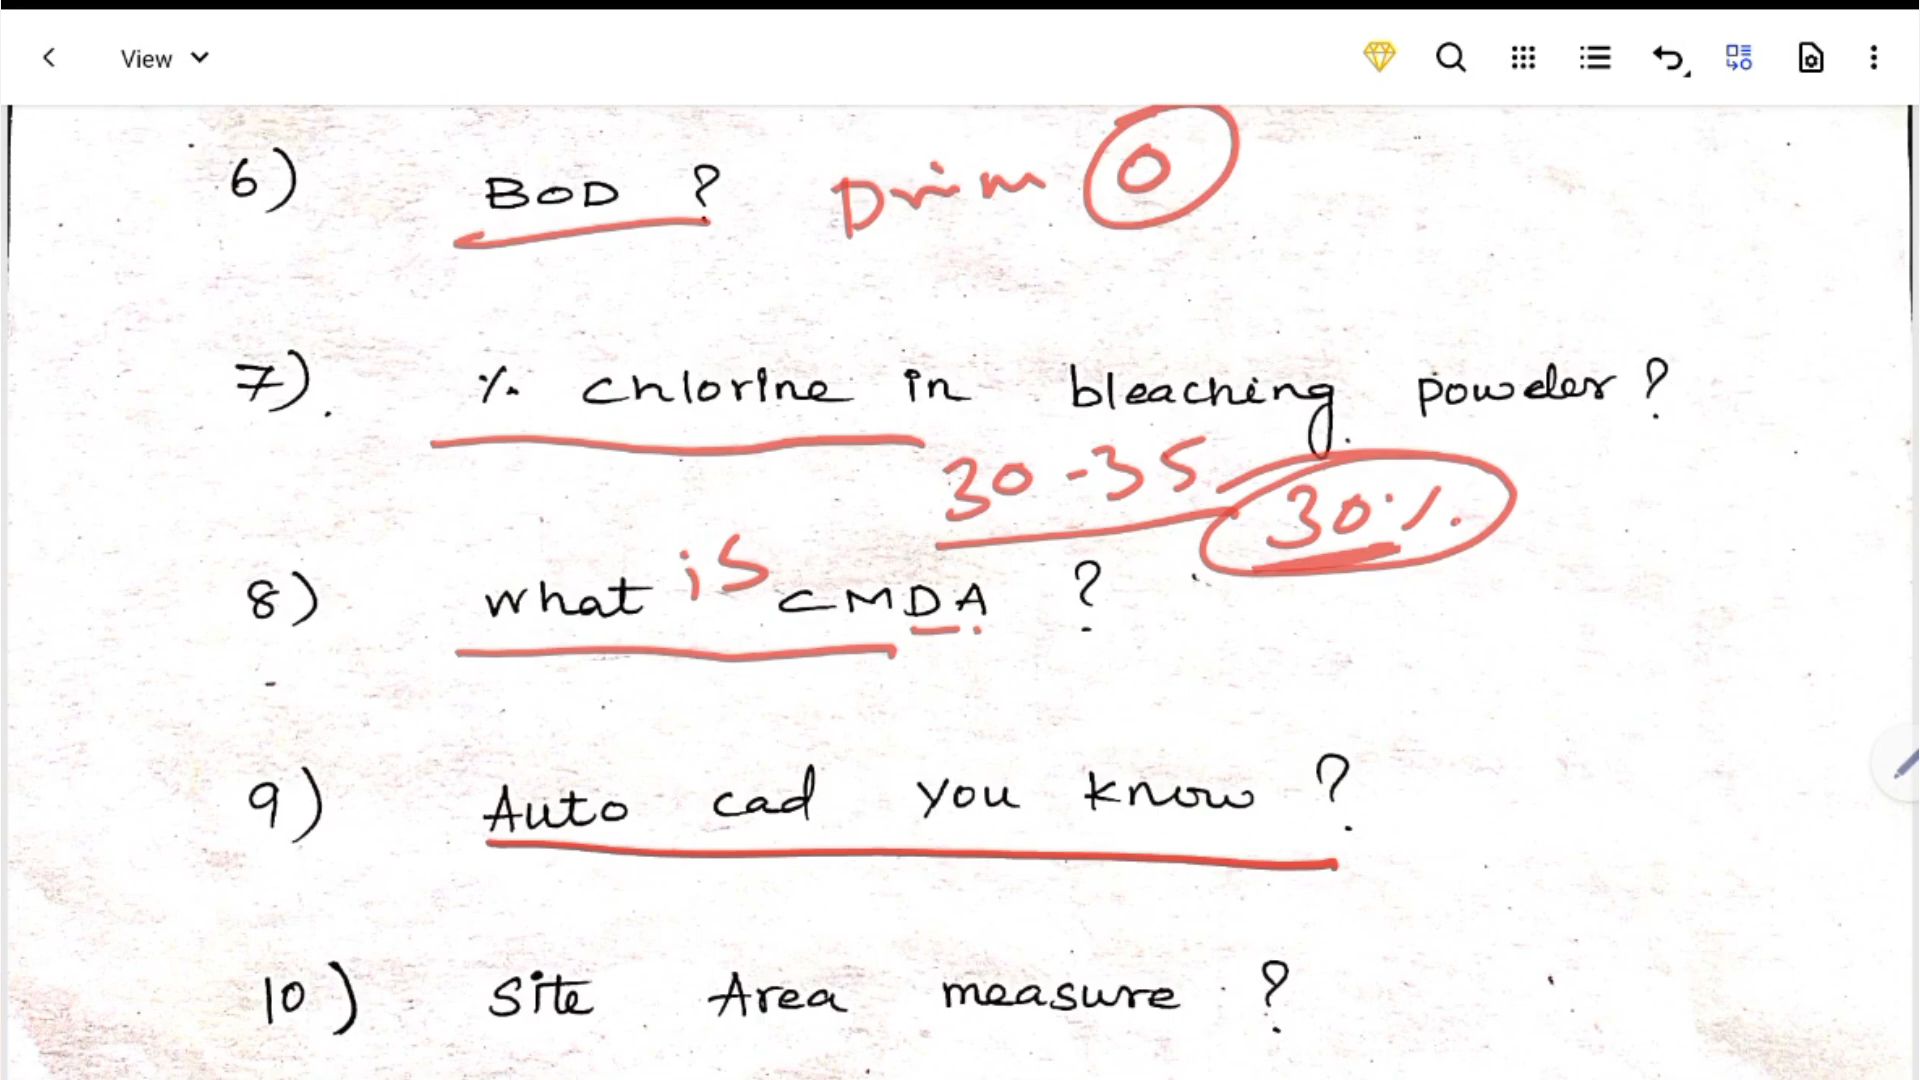 View
6) BOD ? Drim 0
7). % chlorine in bleaching powder ?
30-35 30%.
8) what is CMDA ?
9) Auto cad you know ?
10) Site Area measure ?